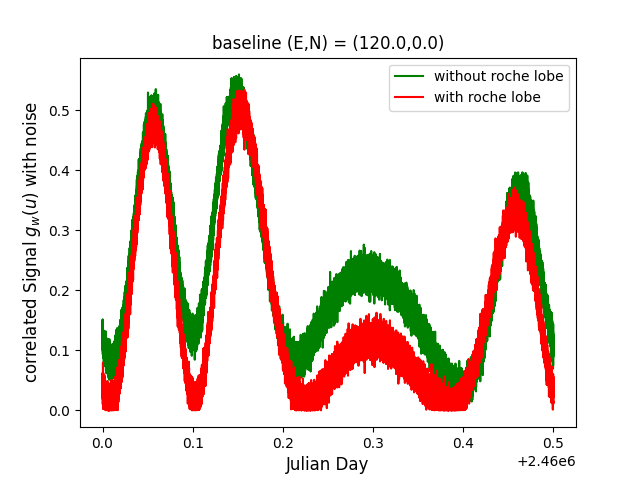 baseline (E,N) = (120.0,0.0)
without roche lobe
with roche lobe
correlated Signal $g_w(u)$ with noise
0.5
0.4
0.3
0.2
0.1
0.0
0.0 0.1 0.2 0.3 0.4 0.5
Julian Day
+2.46e6